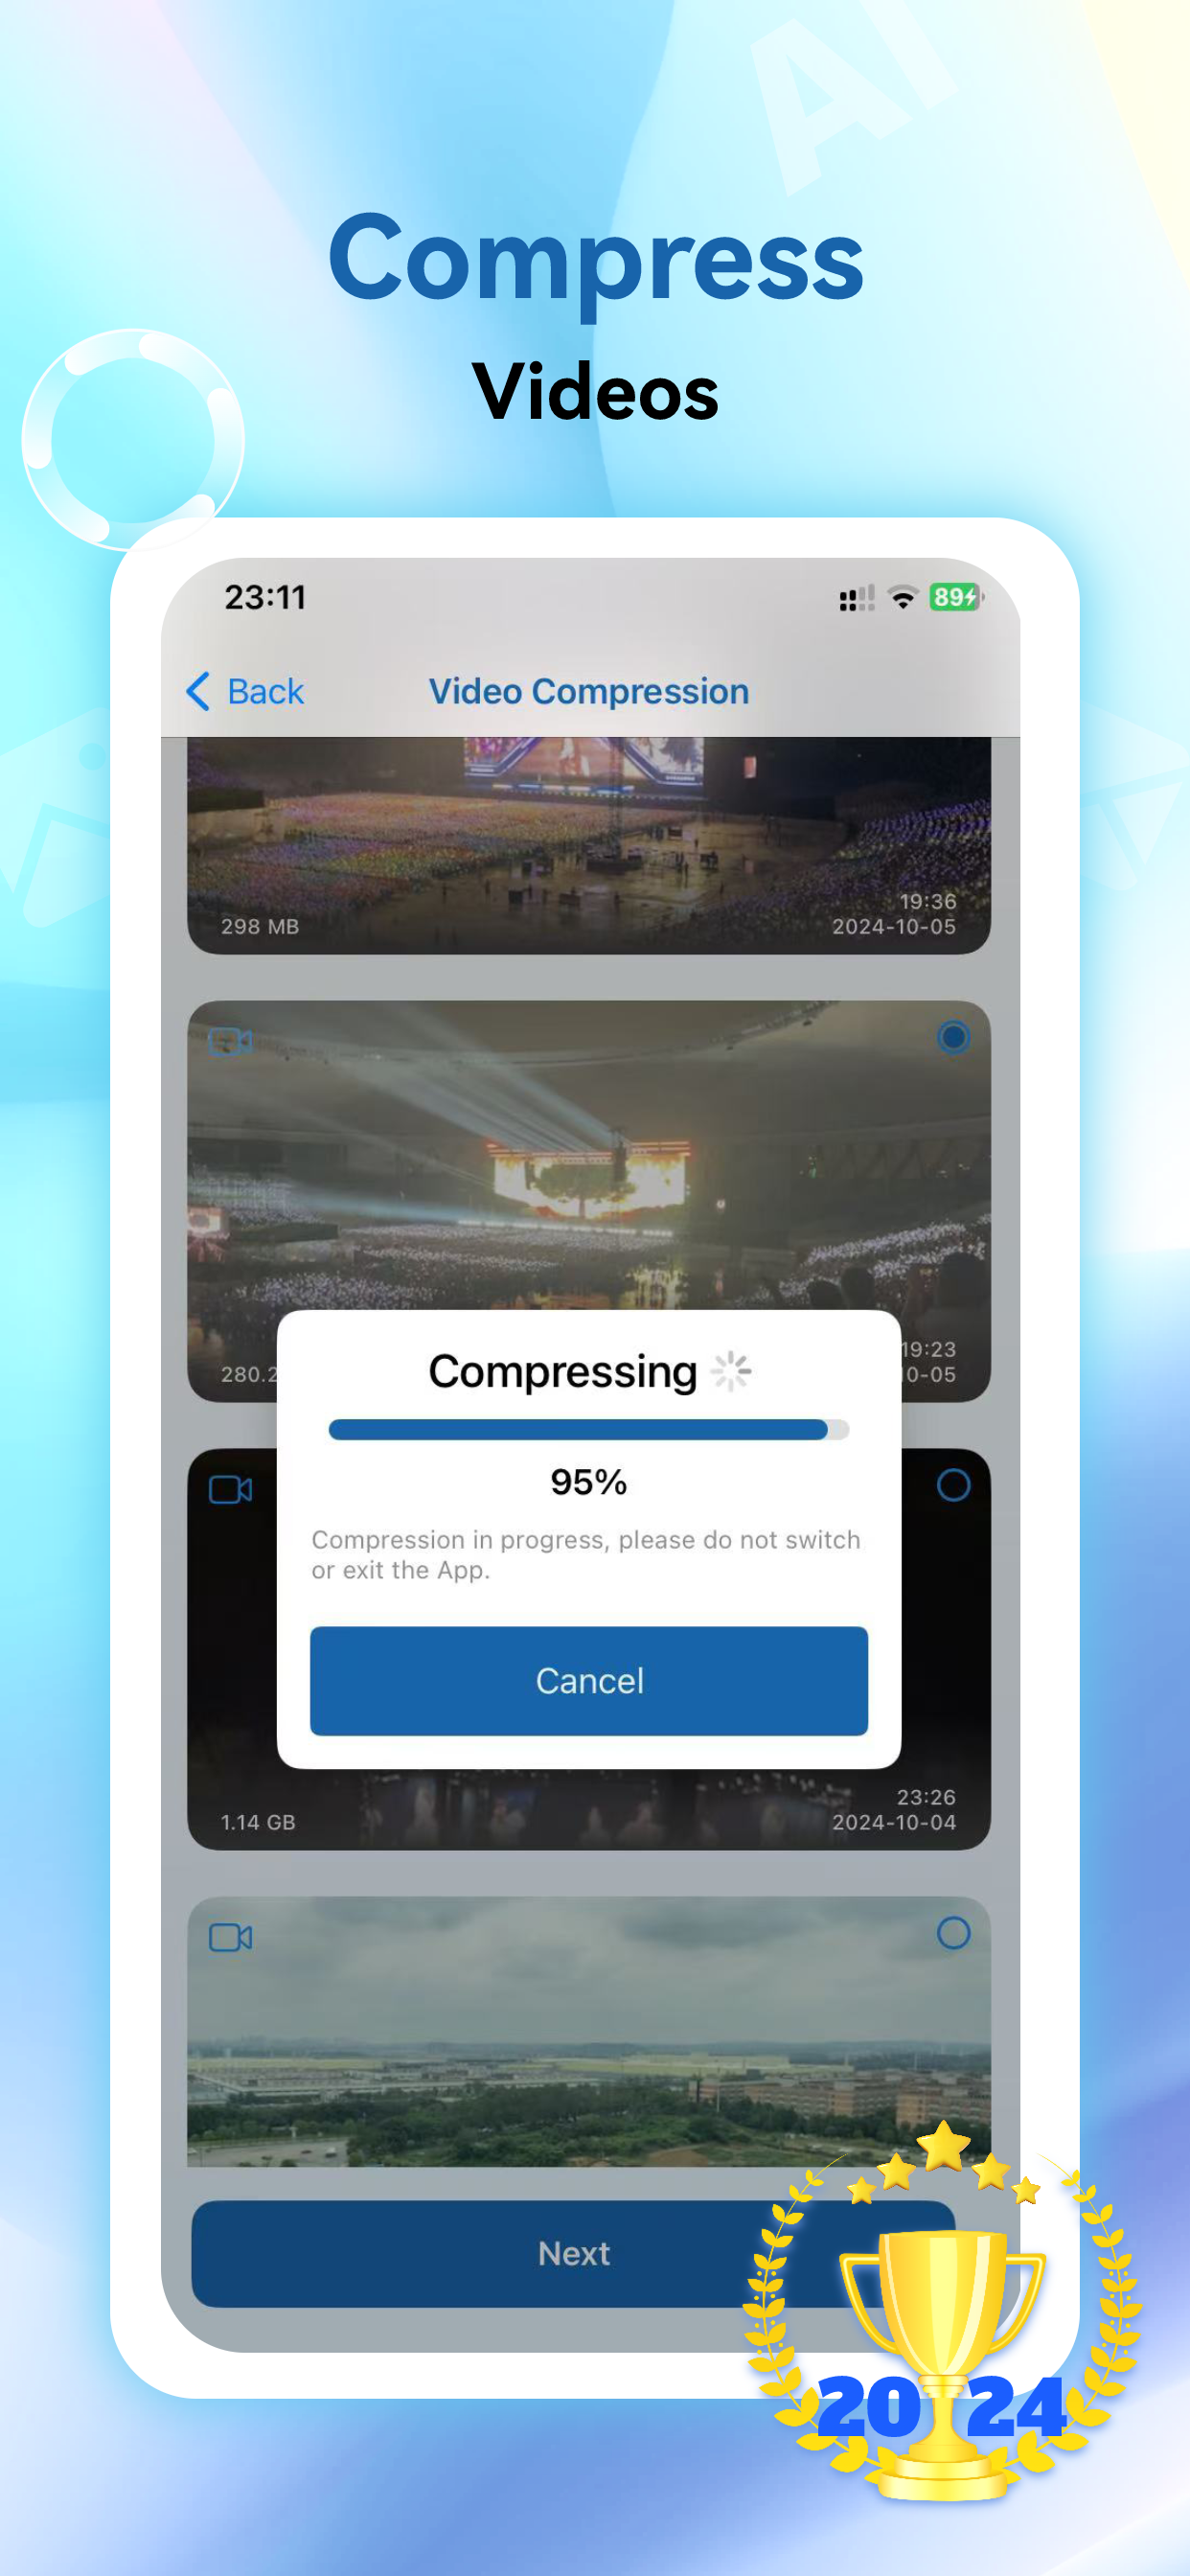 AI
Compress
Videos
23:11
89
Back
Video Compression
298 MB
19:36
2024-10-05
280.2
19:23
0-05
Compressing
95%
Compression in progress, please do not switch
or exit the App.
Cancel
1.14 GB
23:26
2024-10-04
Next
2024